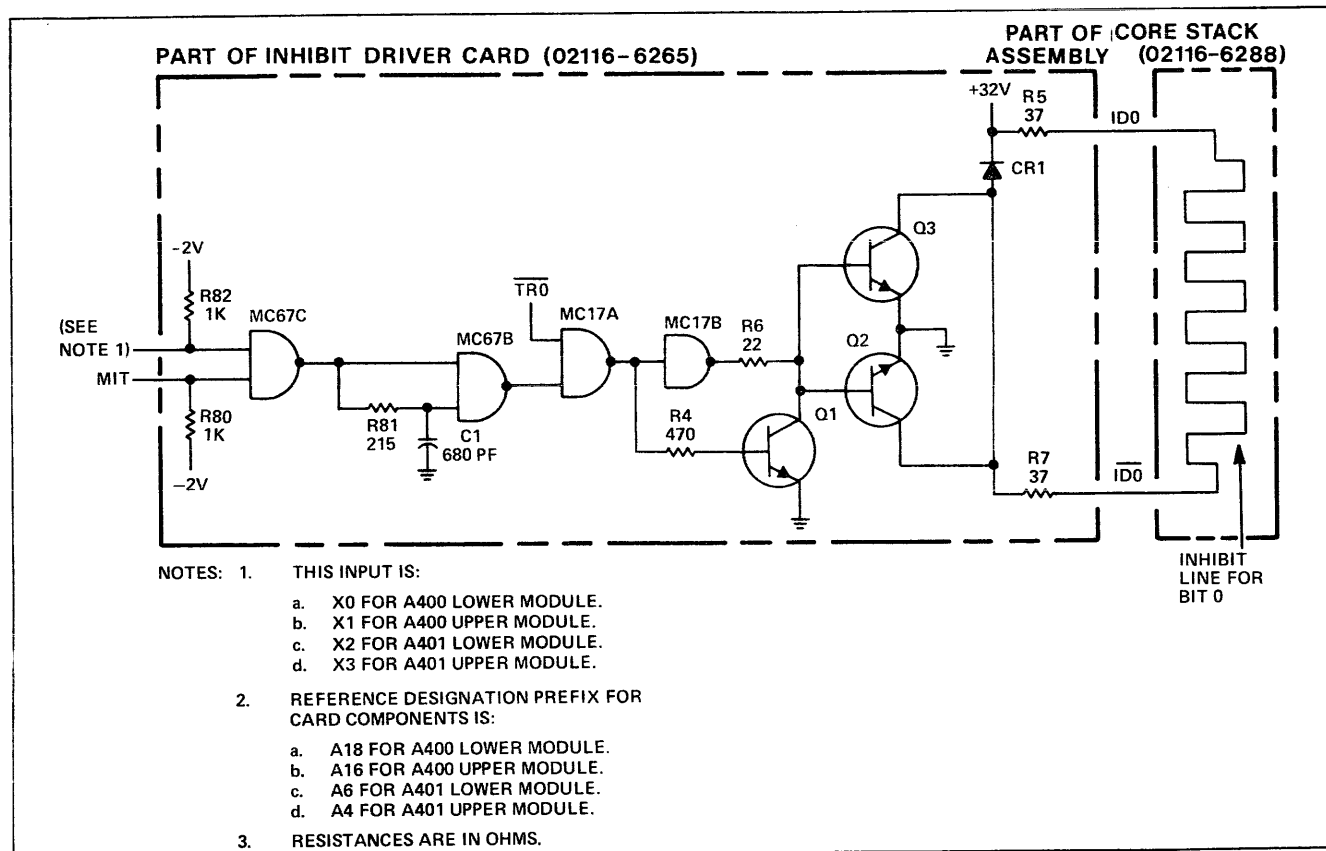 PART OF INHIBIT DRIVER CARD (02116-6265)
PART OF CORE STACK
ASSEMBLY (02116-6288)
+32V
R5
37
ID0
CR1
Q3
-2V
R82
1K
MC67C
(SEE
NOTE 1)
MIT
R80
1K
-2V
R81
215
C1
680 PF
MC67B
T̅R̅0̅
MC17A
MC17B
R6
22
R4
470
Q1
Q2
R7
37
I̅D̅0̅
INHIBIT
LINE FOR
BIT 0
NOTES: 1. THIS INPUT IS:
a. X0 FOR A400 LOWER MODULE.
b. X1 FOR A400 UPPER MODULE.
c. X2 FOR A401 LOWER MODULE.
d. X3 FOR A401 UPPER MODULE.
2. REFERENCE DESIGNATION PREFIX FOR
CARD COMPONENTS IS:
a. A18 FOR A400 LOWER MODULE.
b. A16 FOR A400 UPPER MODULE.
c. A6 FOR A401 LOWER MODULE.
d. A4 FOR A401 UPPER MODULE.
3. RESISTANCES ARE IN OHMS.